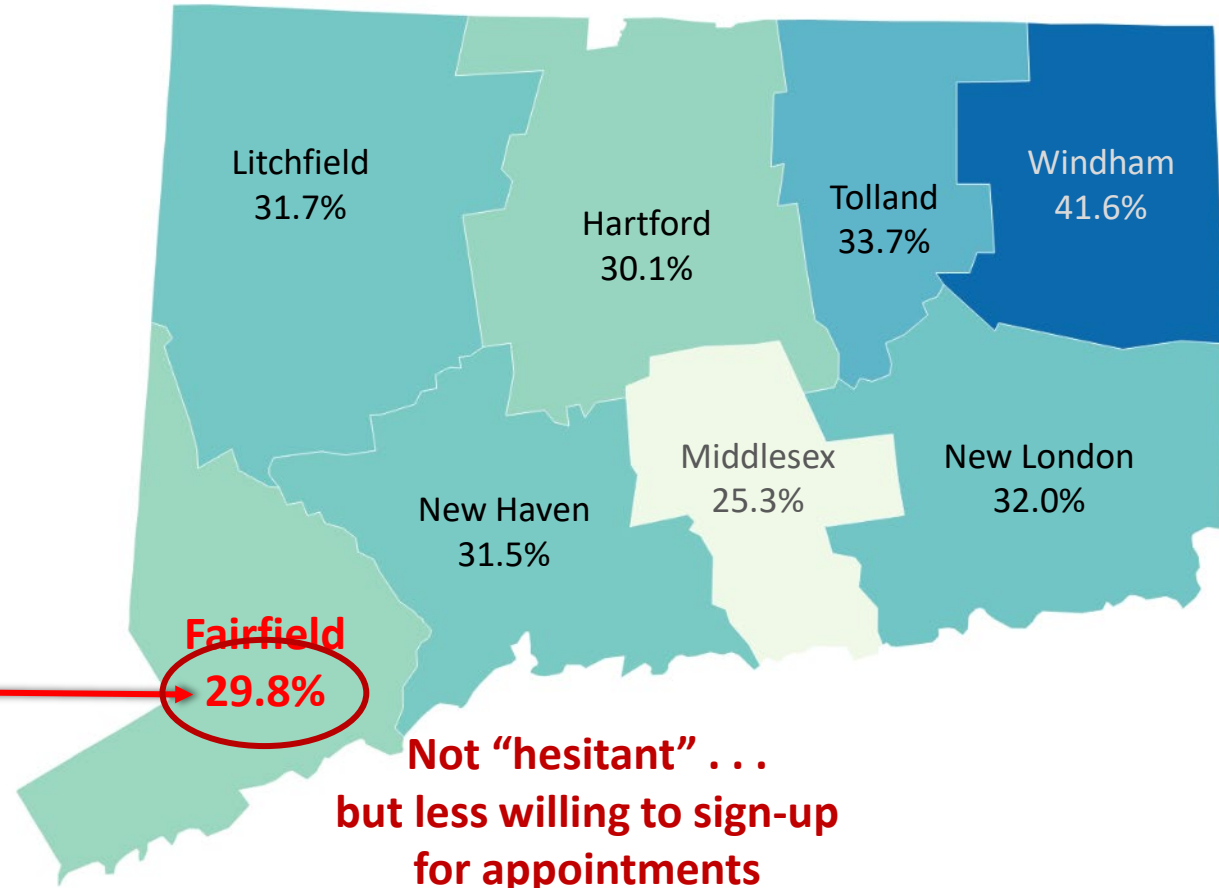 Litchfield
31.7%
Hartford
30.1%
Tolland
33.7%
Windham
41.6%
New Haven
31.5%
Middlesex
25.3%
New London
32.0%
Fairfield
29.8%
Not “hesitant” . . .
but less willing to sign-up
for appointments